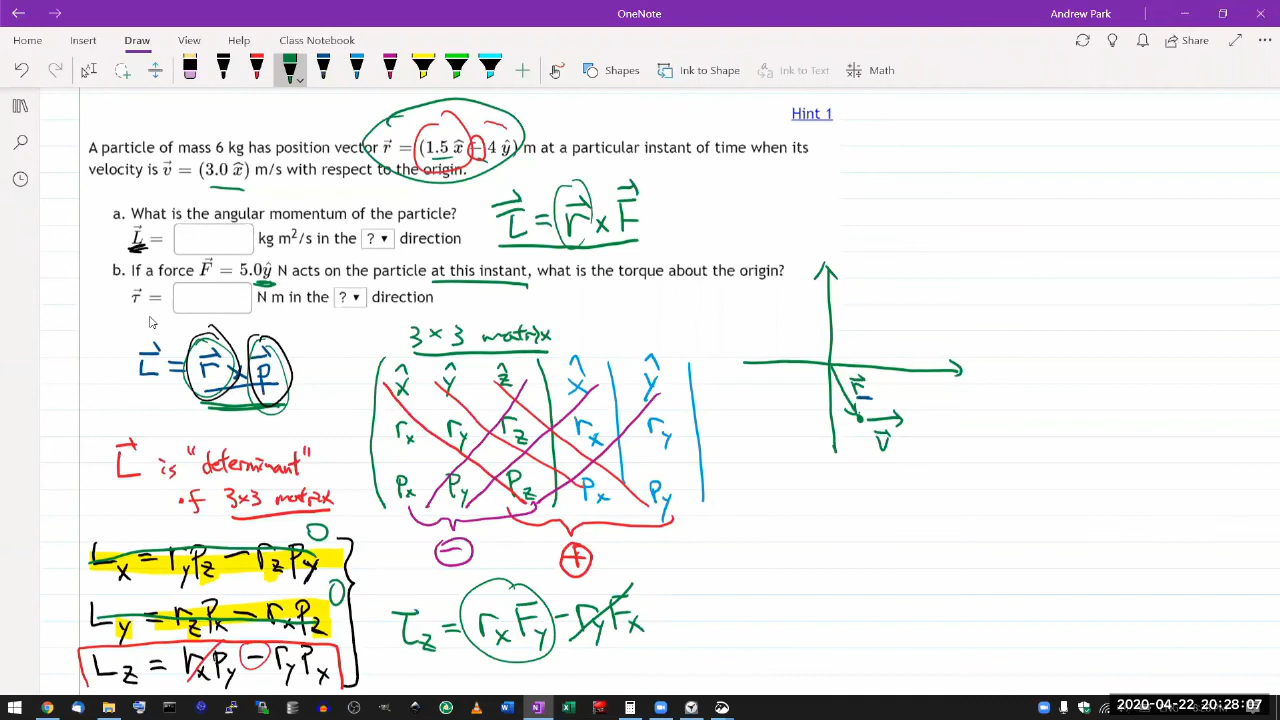 OneNote
Andrew Park
Home Insert Draw View Help Class Notebook
Share
Shapes Ink to Shape Ink to Text Math
Hint 1
A particle of mass 6 kg has position vector r⃗ = (1.5 x̂ − 4 ŷ) m at a particular instant of time when its
velocity is v⃗ = (3.0 x̂) m/s with respect to the origin.
a. What is the angular momentum of the particle?
L⃗ = kg m²/s in the ? ▾ direction
τ⃗ = r⃗ × F⃗
b. If a force F⃗ = 5.0ŷ N acts on the particle at this instant, what is the torque about the origin?
τ⃗ = N m in the ? ▾ direction
L⃗ = r⃗ × p⃗
3 × 3 matrix
x̂ ŷ ẑ x̂ ŷ
rx ry rz rx ry
Px Py Pz Px Py
− +
r⃗
v⃗
L⃗ is "determinant"
of 3×3 matrix
Lx = ryPz − rzPy 0
Ly = rzPx − rxPz 0
Lz = rxPy − ryPx
τz = rxFy − ryFx
2020-04-22 20:28:07